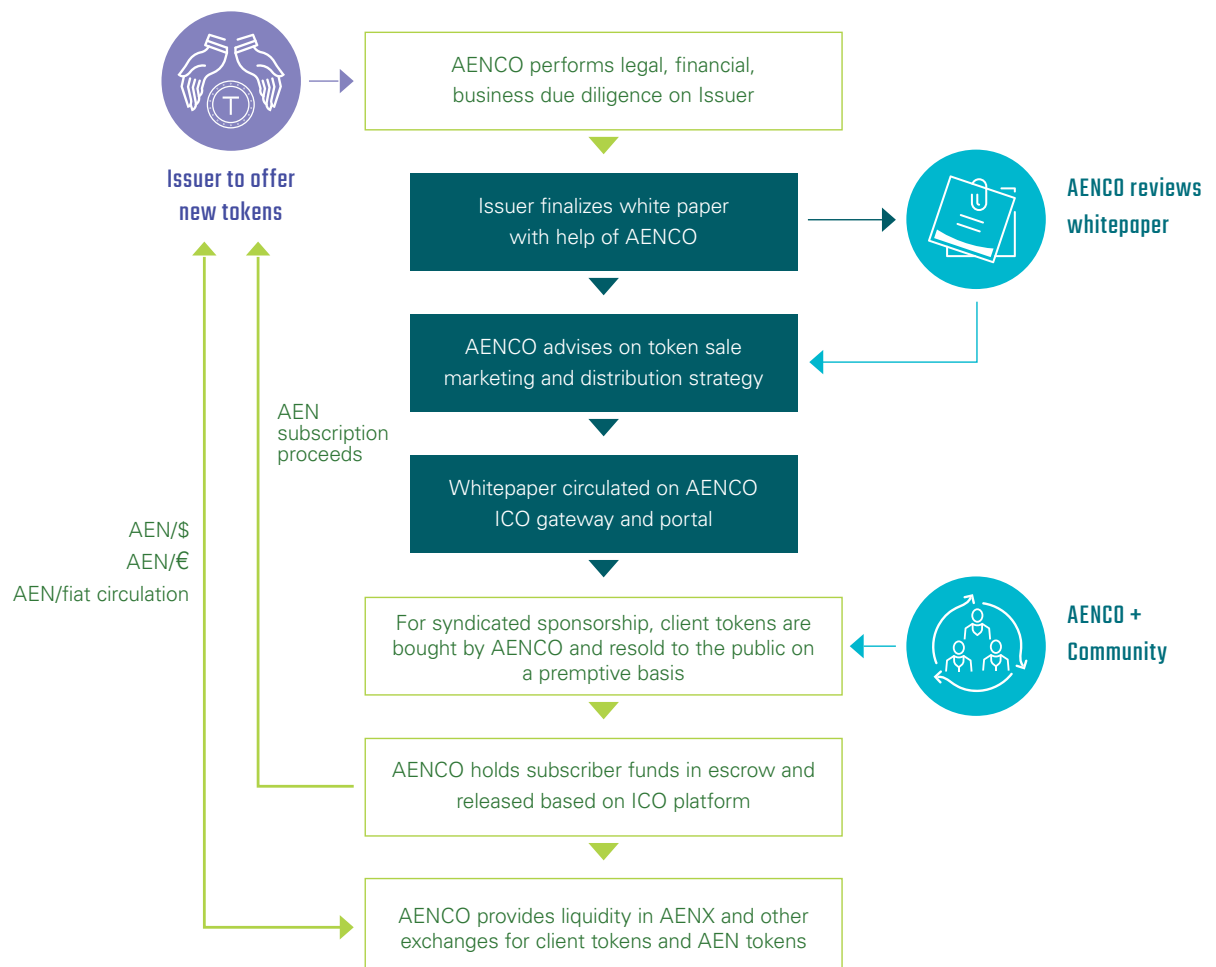 T
AENCO performs legal, financial,
business due diligence on Issuer
Issuer to offer
new tokens
Issuer finalizes white paper
with help of AENCO
AENCO reviews
whitepaper
AENCO advises on token sale
marketing and distribution strategy
AEN
subscription
proceeds
Whitepaper circulated on AENCO
ICO gateway and portal
AEN/$
AEN/€
AEN/fiat circulation
For syndicated sponsorship, client tokens are
bought by AENCO and resold to the public on
a premptive basis
AENCO +
Community
AENCO holds subscriber funds in escrow and
released based on ICO platform
AENCO provides liquidity in AENX and other
exchanges for client tokens and AEN tokens